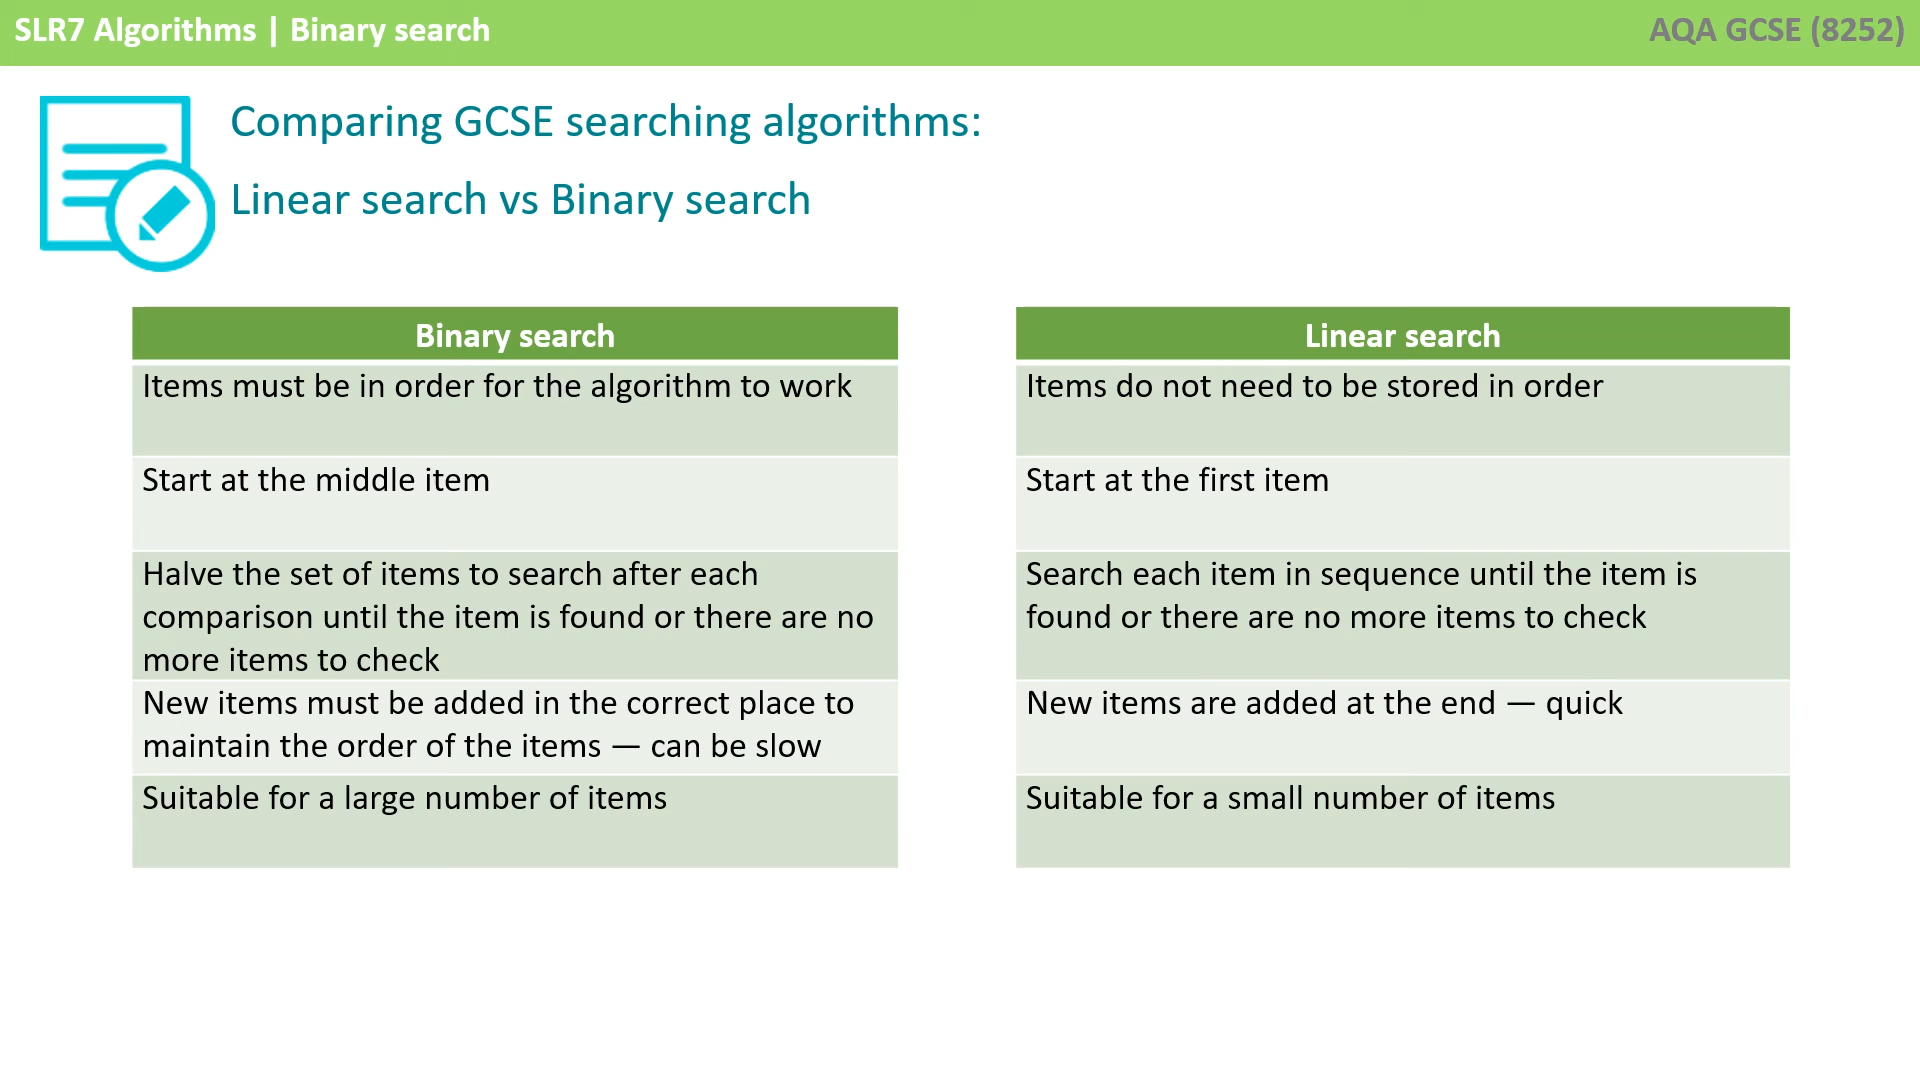 SLR7 Algorithms | Binary search
AQA GCSE (8252)
Comparing GCSE searching algorithms:
Linear search vs Binary search
Binary search
Items must be in order for the algorithm to work
Start at the middle item
Halve the set of items to search after each
comparison until the item is found or there are no
more items to check
New items must be added in the correct place to
maintain the order of the items — can be slow
Suitable for a large number of items
Linear search
Items do not need to be stored in order
Start at the first item
Search each item in sequence until the item is
found or there are no more items to check
New items are added at the end — quick
Suitable for a small number of items